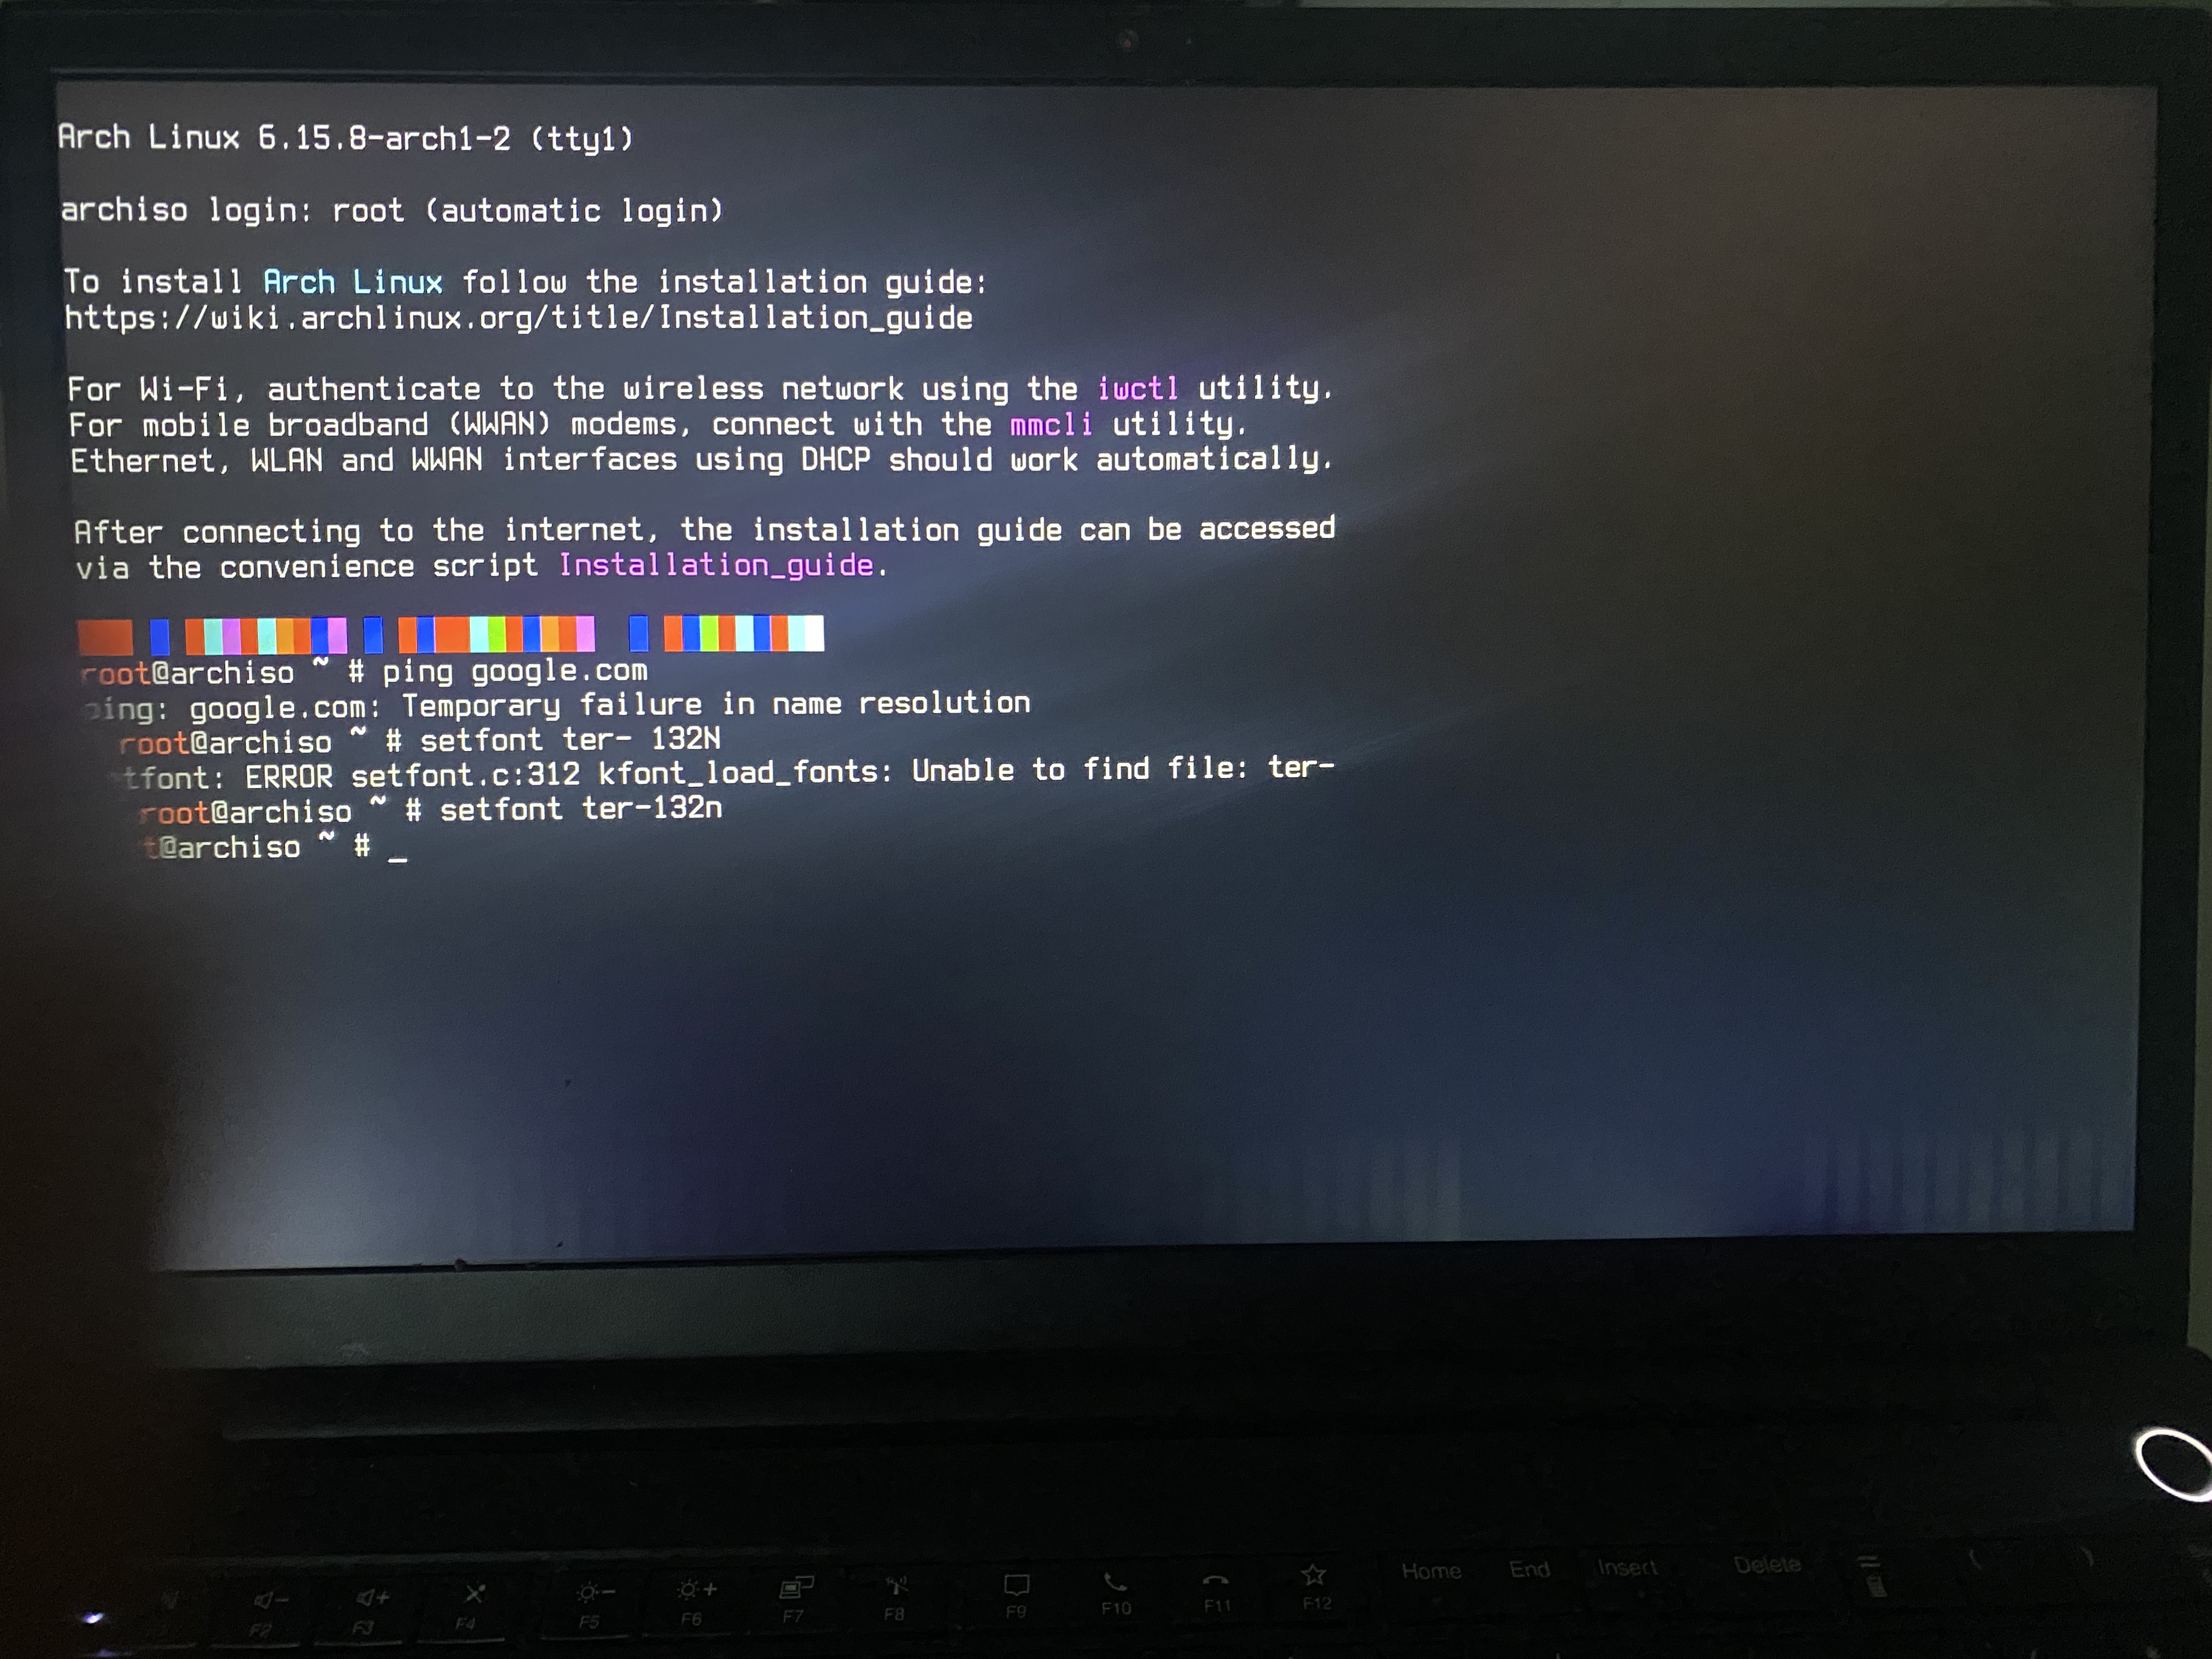 Arch Linux 6.15.8-arch1-2 (tty1)
archiso login: root (automatic login)
To install Arch Linux follow the installation guide:
https://wiki.archlinux.org/title/Installation_guide
For Wi-Fi, authenticate to the wireless network using the iwctl utility.
For mobile broadband (WWAN) modems, connect with the mmcli utility.
Ethernet, WLAN and WWAN interfaces using DHCP should work automatically.
After connecting to the internet, the installation guide can be accessed
via the convenience script Installation_guide.
root@archiso ~ # ping google.com
ping: google.com: Temporary failure in name resolution
root@archiso ~ # setfont ter- 132N
tfont: ERROR setfont.c:312 kfont_load_fonts: Unable to find file: ter-
root@archiso ~ # setfont ter-132n
t@archiso ~ # _
Home End Insert Delete
F2 F3 F4 F5 F6 F7 F8 F9 F10 F11 F12